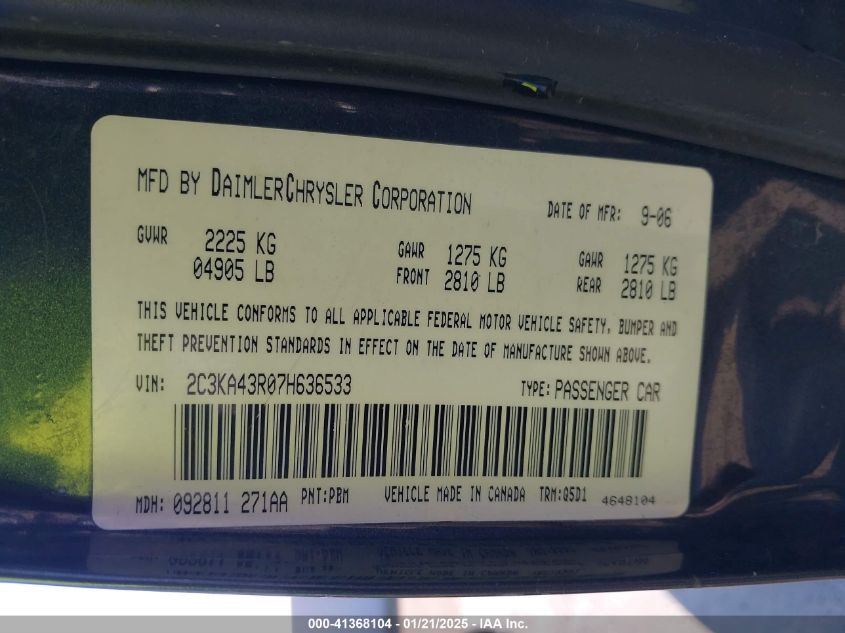 MFD BY DAIMLERCHRYSLER CORPORATION DATE OF MFR: 9-06
GVWR 2225 KG GAWR 1275 KG GAWR 1275 KG
04905 LB FRONT 2810 LB REAR 2810 LB
THIS VEHICLE CONFORMS TO ALL APPLICABLE FEDERAL MOTOR VEHICLE SAFETY, BUMPER AND
THEFT PREVENTION STANDARDS IN EFFECT ON THE DATE OF MANUFACTURE SHOWN ABOVE.
VIN: 2C3KA43R07H636533 TYPE: PASSENGER CAR
MDH: 092811 271AA PNT:PBM VEHICLE MADE IN CANADA TRM:Q5D1 4648104
000-41368104 - 01/21/2025 - IAA Inc.